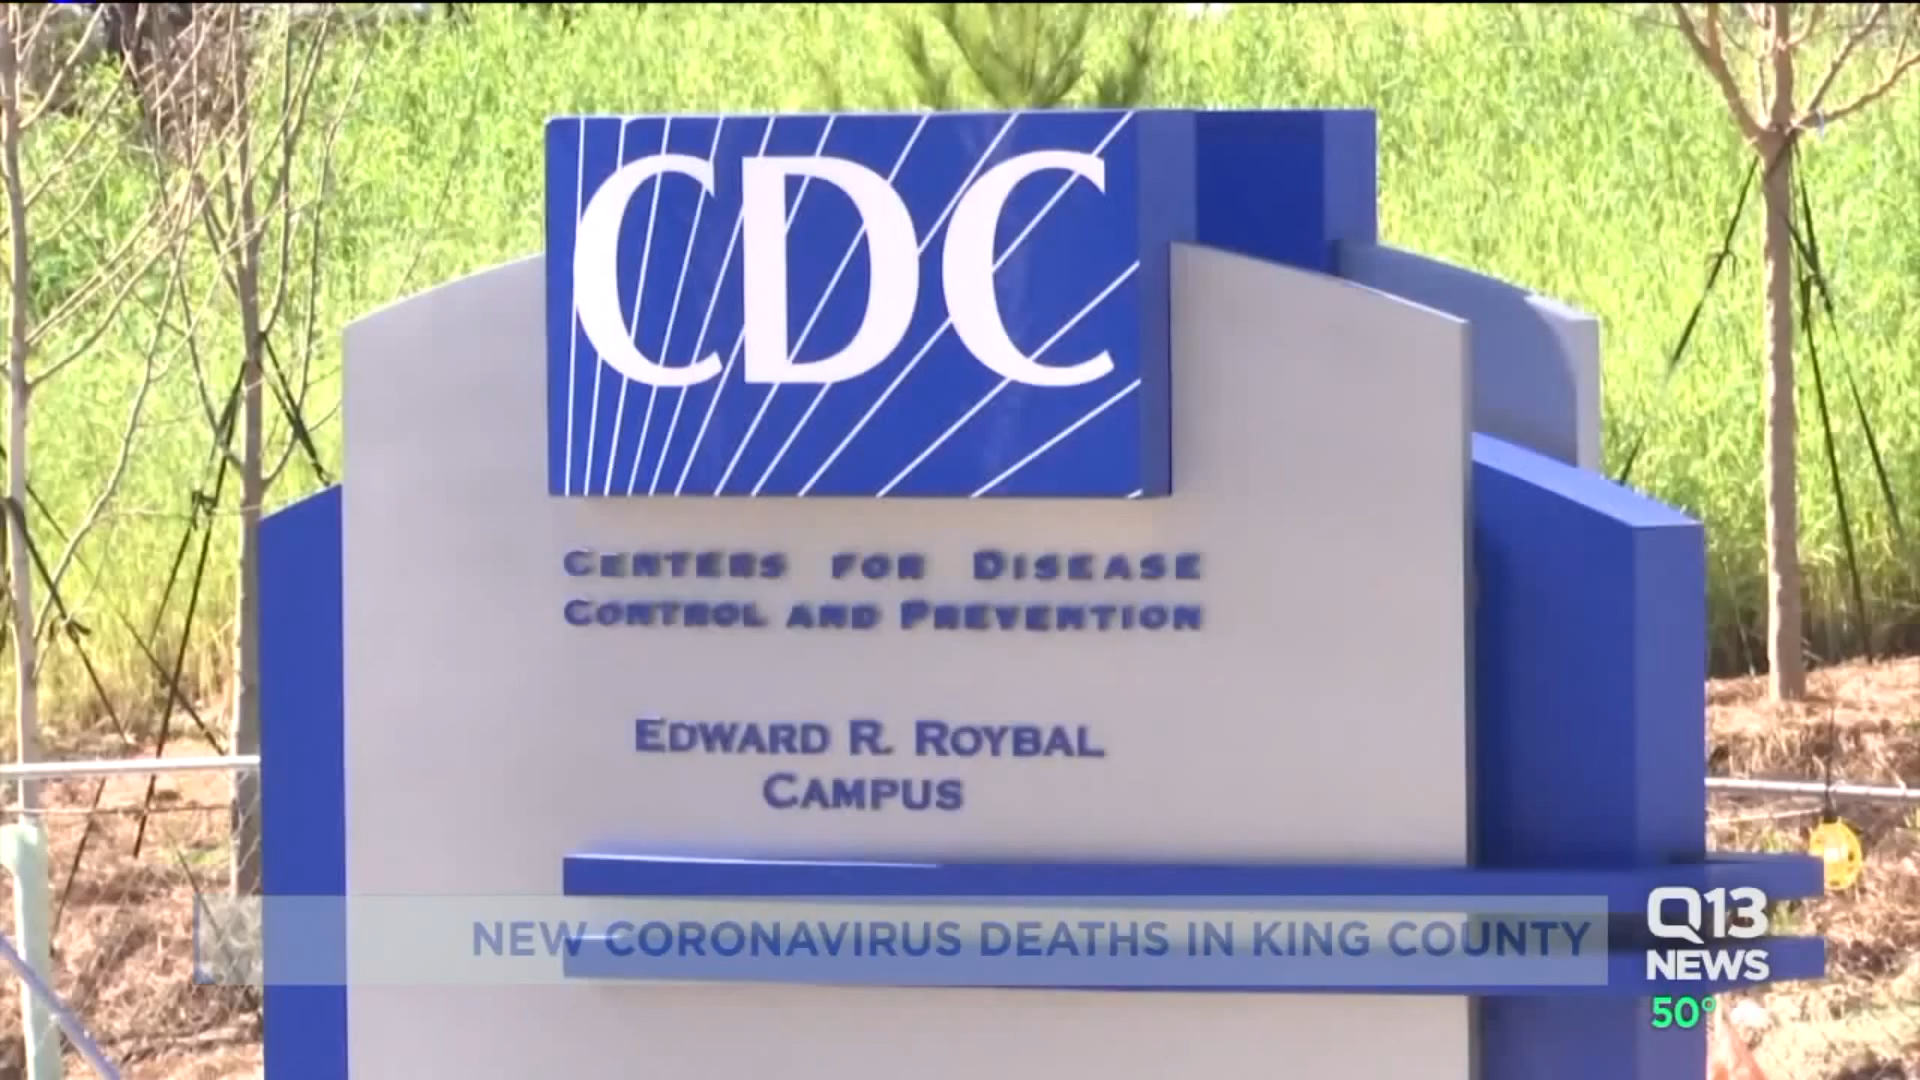 CDC
CENTERS FOR DISEASE
CONTROL AND PREVENTION
EDWARD R. ROYBAL
CAMPUS
NEW CORONAVIRUS DEATHS IN KING COUNTY
Q13
NEWS
50°